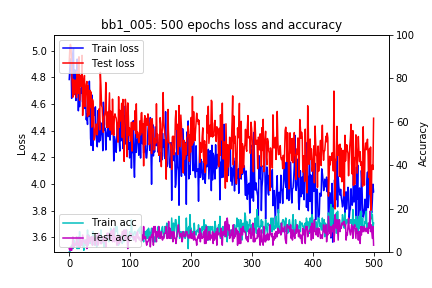 bb1_005: 500 epochs loss and accuracy
Train loss
Test loss
Train acc
Test acc
Loss
5.0
4.8
4.6
4.4
4.2
4.0
3.8
3.6
Accuracy
100
80
60
40
20
0
0 100 200 300 400 500